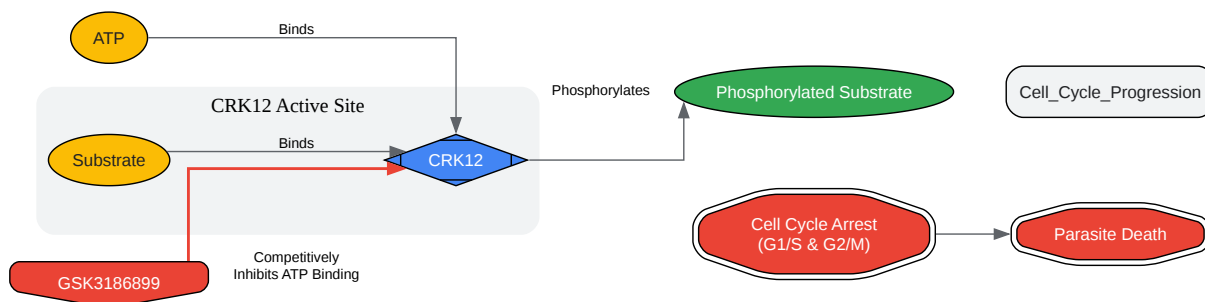 ATP
Binds
CRK12 Active Site
Substrate
Binds
CRK12
Phosphorylates
Phosphorylated Substrate
Cell_Cycle_Progression
GSK3186899
Competitively
Inhibits ATP Binding
Cell Cycle Arrest
(G1/S & G2/M)
Parasite Death